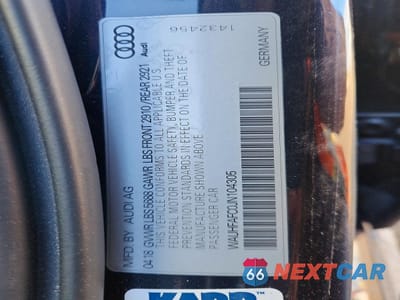 Audi
14332456
MFD. BY AUDI AG
04.18 GVWR LBS 5688 GAWR LBS FRONT 2910 / REAR 2921
THIS VEHICLE CONFORMS TO ALL APPLICABLE U.S.
FEDERAL MOTOR VEHICLE SAFETY, BUMPER AND THEFT
PREVENTION STANDARDS IN EFFECT ON THE DATE OF
MANUFACTURE SHOWN ABOVE
PASSENGER CAR
GERMANY
WAUHFAFC0JN104305
66 NEXTCAR
KARR